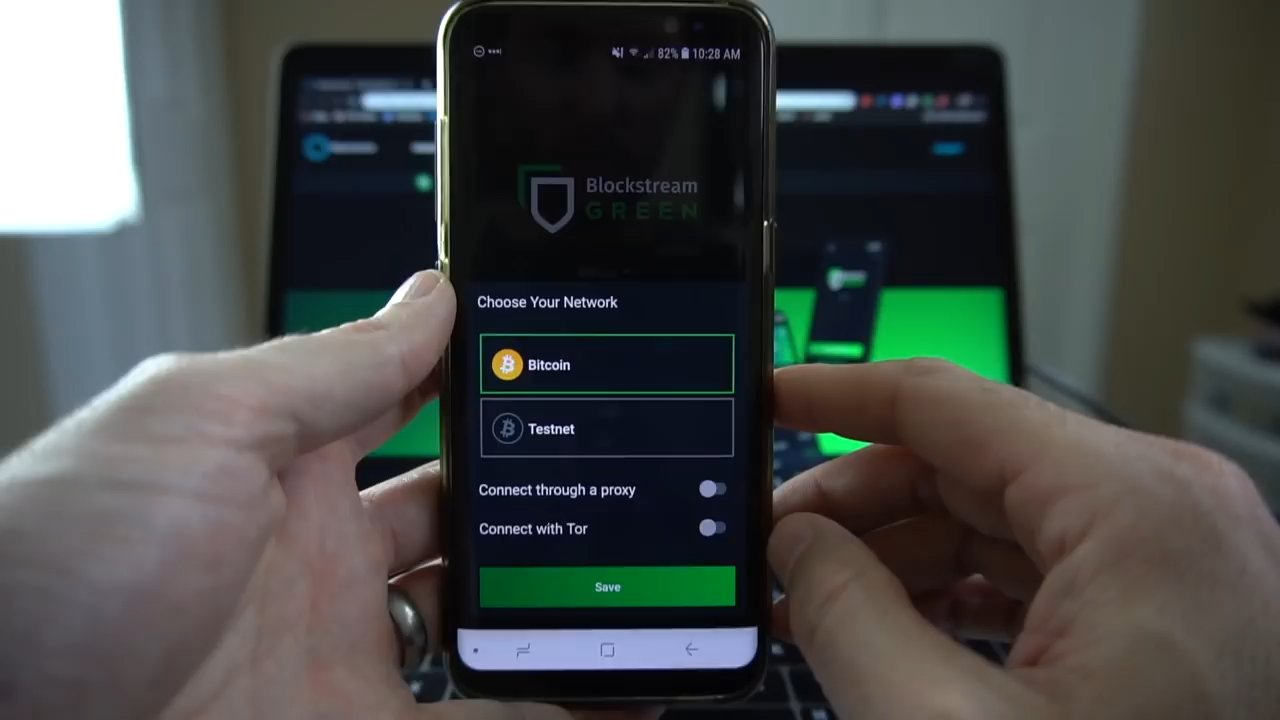 82% 10:28 AM
Blockstream
GREEN
Choose Your Network
Bitcoin
Testnet
Connect through a proxy
Connect with Tor
Save